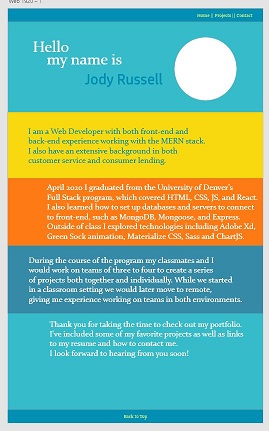 Web 1920 – 1
Home | Projects || Contact
Hello
my name is
Jody Russell
I am a Web Developer with both front-end and
back-end experience working with the MERN stack.
I also have an extensive background in both
customer service and consumer lending.
April 2020 I graduated from the University of Denver's
Full Stack program, which covered HTML, CSS, JS, and React.
I also learned how to set up databases and servers to connect
to front-end, such as MongoDB, Mongoose, and Express.
Outside of class I explored technologies including Adobe Xd,
Green Sock animation, Materialize CSS, Sass and ChartJS.
During the course of the program my classmates and I
would work on teams of three to four to create a series
of projects both together and individually. While we started
in a classroom setting we would later move to remote,
giving me experience working on teams in both environments.
Thank you for taking the time to check out my portfolio.
I've included some of my favorite projects as well as links
to my resume and how to contact me.
I look forward to hearing from you soon!
Back to Top